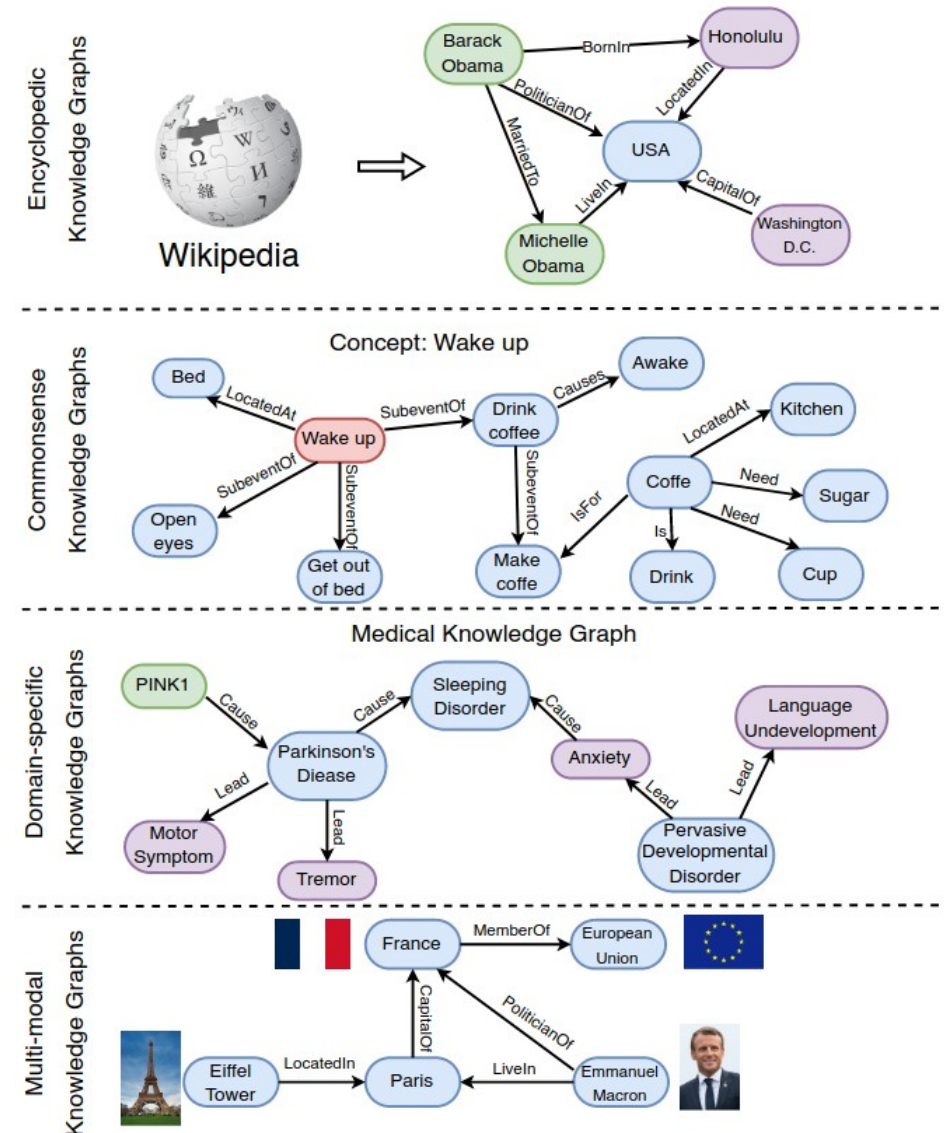 Encyclopedic
Knowledge Graphs
Wikipedia
Ω
W
И
維
7
Barack
Obama
BornIn
Honolulu
PoliticianOf
LocatedIn
MarriedTo
USA
LiveIn
CapitalOf
Michelle
Obama
Washington
D.C.
Commonsense
Knowledge Graphs
Concept: Wake up
Bed
LocatedAt
Wake up
SubeventOf
Drink
coffee
Causes
Awake
SubeventOf
Open
eyes
SubeventOf
Get out
of bed
SubeventOf
Make
coffe
IsFor
Coffe
LocatedAt
Kitchen
Need
Sugar
Need
Cup
Is
Drink
Domain-specific
Knowledge Graphs
Medical Knowledge Graph
PINK1
Cause
Parkinson's
Diease
Cause
Sleeping
Disorder
Cause
Anxiety
Language
Undevelopment
Lead
Motor
Symptom
Lead
Tremor
Lead
Lead
Pervasive
Developmental
Disorder
Multi-modal
Knowledge Graphs
France
MemberOf
European
Union
CapitalOf
PoliticianOf
Eiffel
Tower
LocatedIn
Paris
LiveIn
Emmanuel
Macron